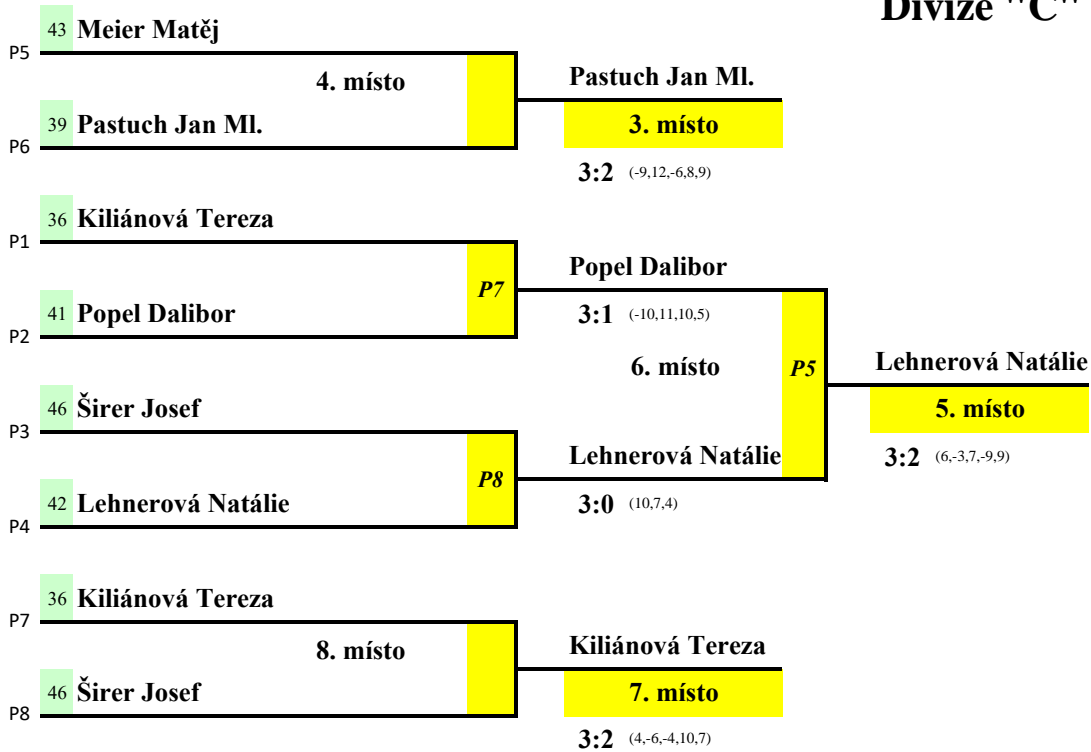 Divize "C"
43 Meier Matěj
P5
4. místo
Pastuch Jan Ml.
39 Pastuch Jan Ml.
3. místo
P6
3:2 (-9,12,-6,8,9)
36 Kiliánová Tereza
P1
Popel Dalibor
P7
41 Popel Dalibor
3:1 (-10,11,10,5)
P2
6. místo
P5
Lehnerová Natálie
46 Širer Josef
5. místo
P3
Lehnerová Natálie
3:2 (6,-3,7,-9,9)
P8
42 Lehnerová Natálie
3:0 (10,7,4)
P4
36 Kiliánová Tereza
P7
8. místo
Kiliánová Tereza
46 Širer Josef
7. místo
P8
3:2 (4,-6,-4,10,7)